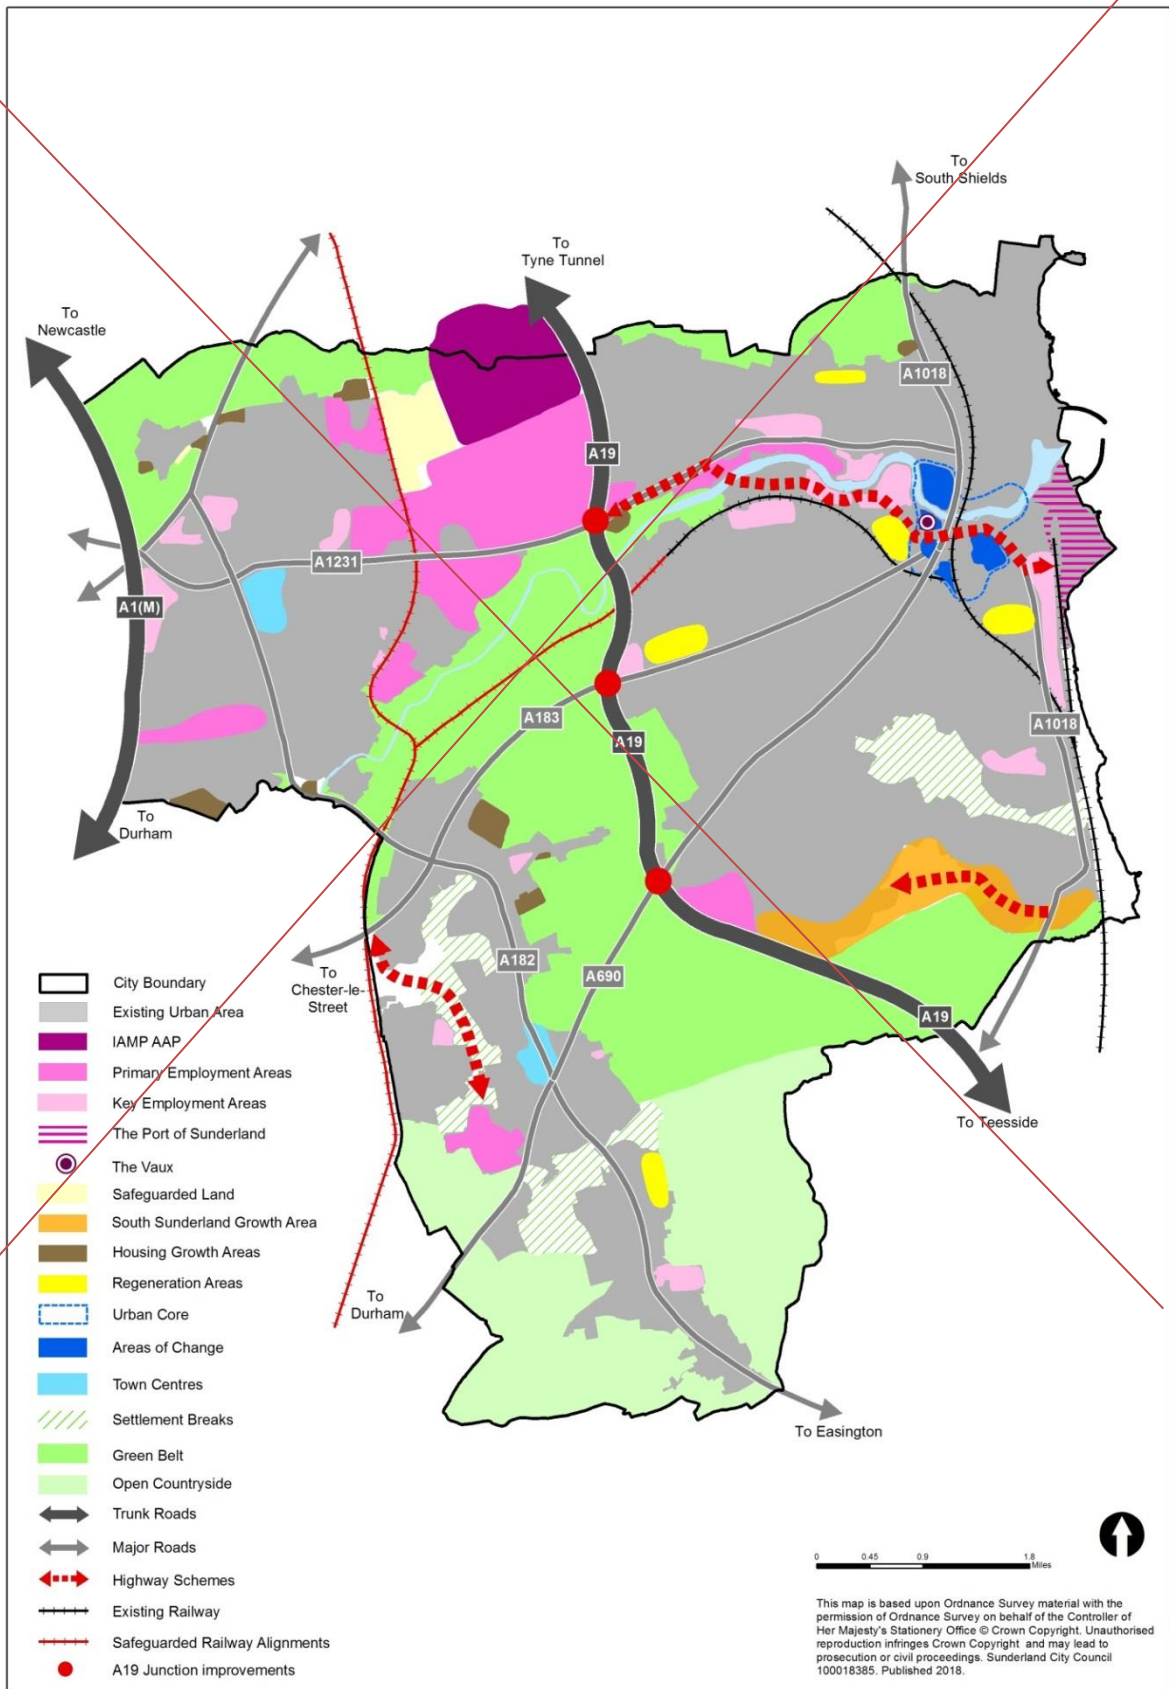 To
South Shields
To
Tyne Tunnel
To
Newcastle
A1018
A19
A1231
A1(M)
A183
A19
A1018
To
Durham
A182
A690
To
Chester-le-
Street
A19
To Teesside
To
Durham
To Easington
City Boundary
Existing Urban Area
IAMP AAP
Primary Employment Areas
Key Employment Areas
The Port of Sunderland
The Vaux
Safeguarded Land
South Sunderland Growth Area
Housing Growth Areas
Regeneration Areas
Urban Core
Areas of Change
Town Centres
Settlement Breaks
Green Belt
Open Countryside
Trunk Roads
Major Roads
Highway Schemes
Existing Railway
Safeguarded Railway Alignments
A19 Junction improvements
0 0.45 0.9 1.8
Miles
This map is based upon Ordnance Survey material with the
permission of Ordnance Survey on behalf of the Controller of
Her Majesty's Stationery Office © Crown Copyright. Unauthorised
reproduction infringes Crown Copyright and may lead to
prosecution or civil proceedings. Sunderland City Council
100018385. Published 2018.